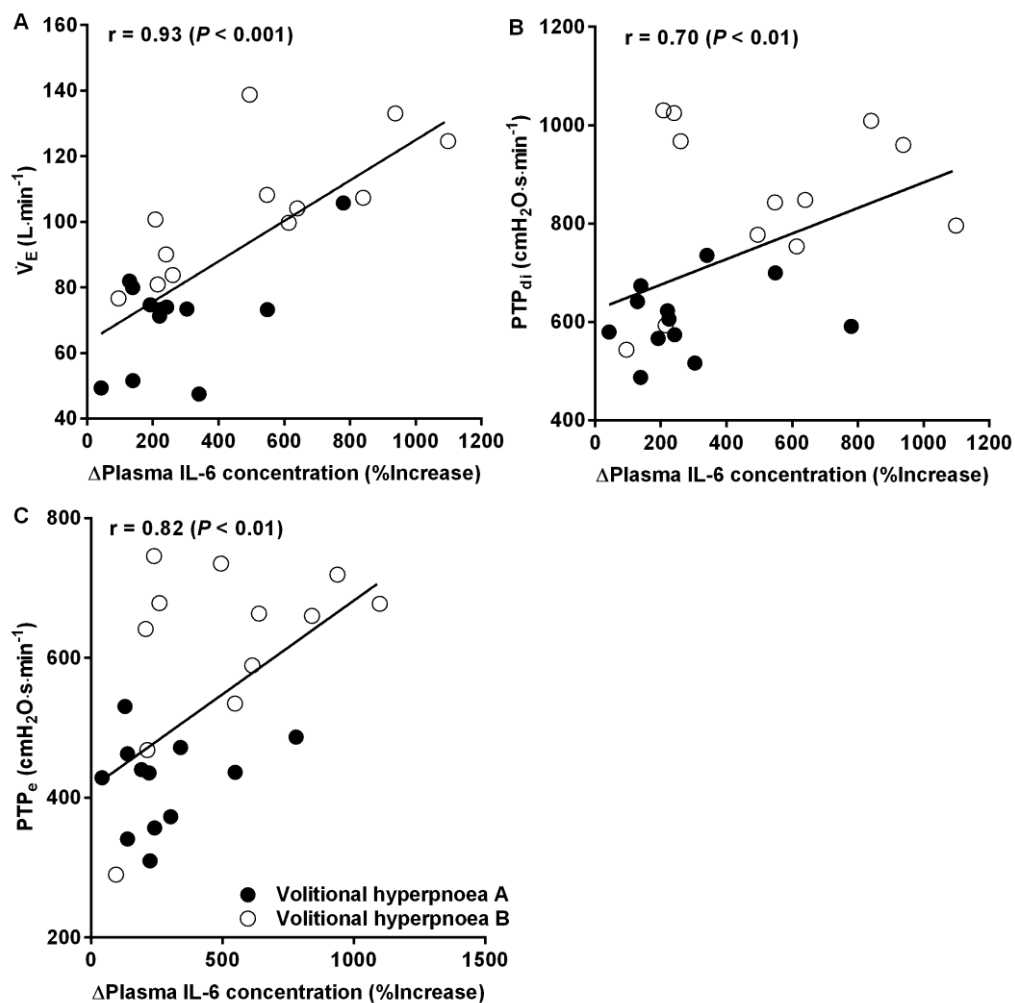 A
r = 0.93 (P < 0.001)
160
140
120
100
80
60
40
V̇E (L·min⁻¹)
0 200 400 600 800 1000 1200
ΔPlasma IL-6 concentration (%Increase)
B
r = 0.70 (P < 0.01)
1200
1000
800
600
400
PTPdi (cmH₂O·s·min⁻¹)
0 200 400 600 800 1000 1200
ΔPlasma IL-6 concentration (%Increase)
C
r = 0.82 (P < 0.01)
800
600
400
200
PTPe (cmH₂O·s·min⁻¹)
Volitional hyperpnoea A
Volitional hyperpnoea B
0 500 1000 1500
ΔPlasma IL-6 concentration (%Increase)